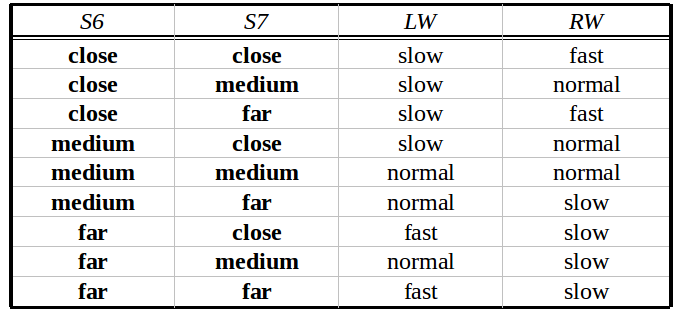 S6 S7 LW RW
close close slow fast
close medium slow normal
close far slow fast
medium close slow normal
medium medium normal normal
medium far normal slow
far close fast slow
far medium normal slow
far far fast slow